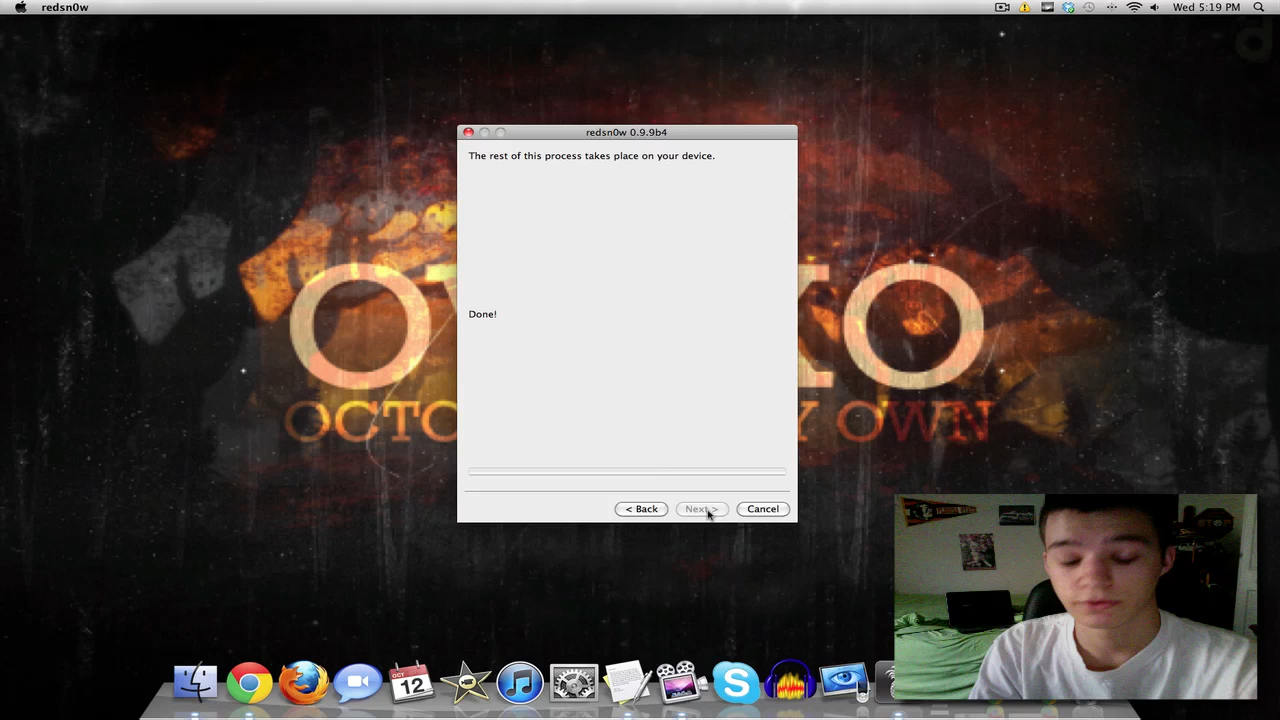 redsn0w
Wed 5:19 PM
redsn0w 0.9.9b4
The rest of this process takes place on your device.
Done!
< Back
Next >
Cancel
OCT
12